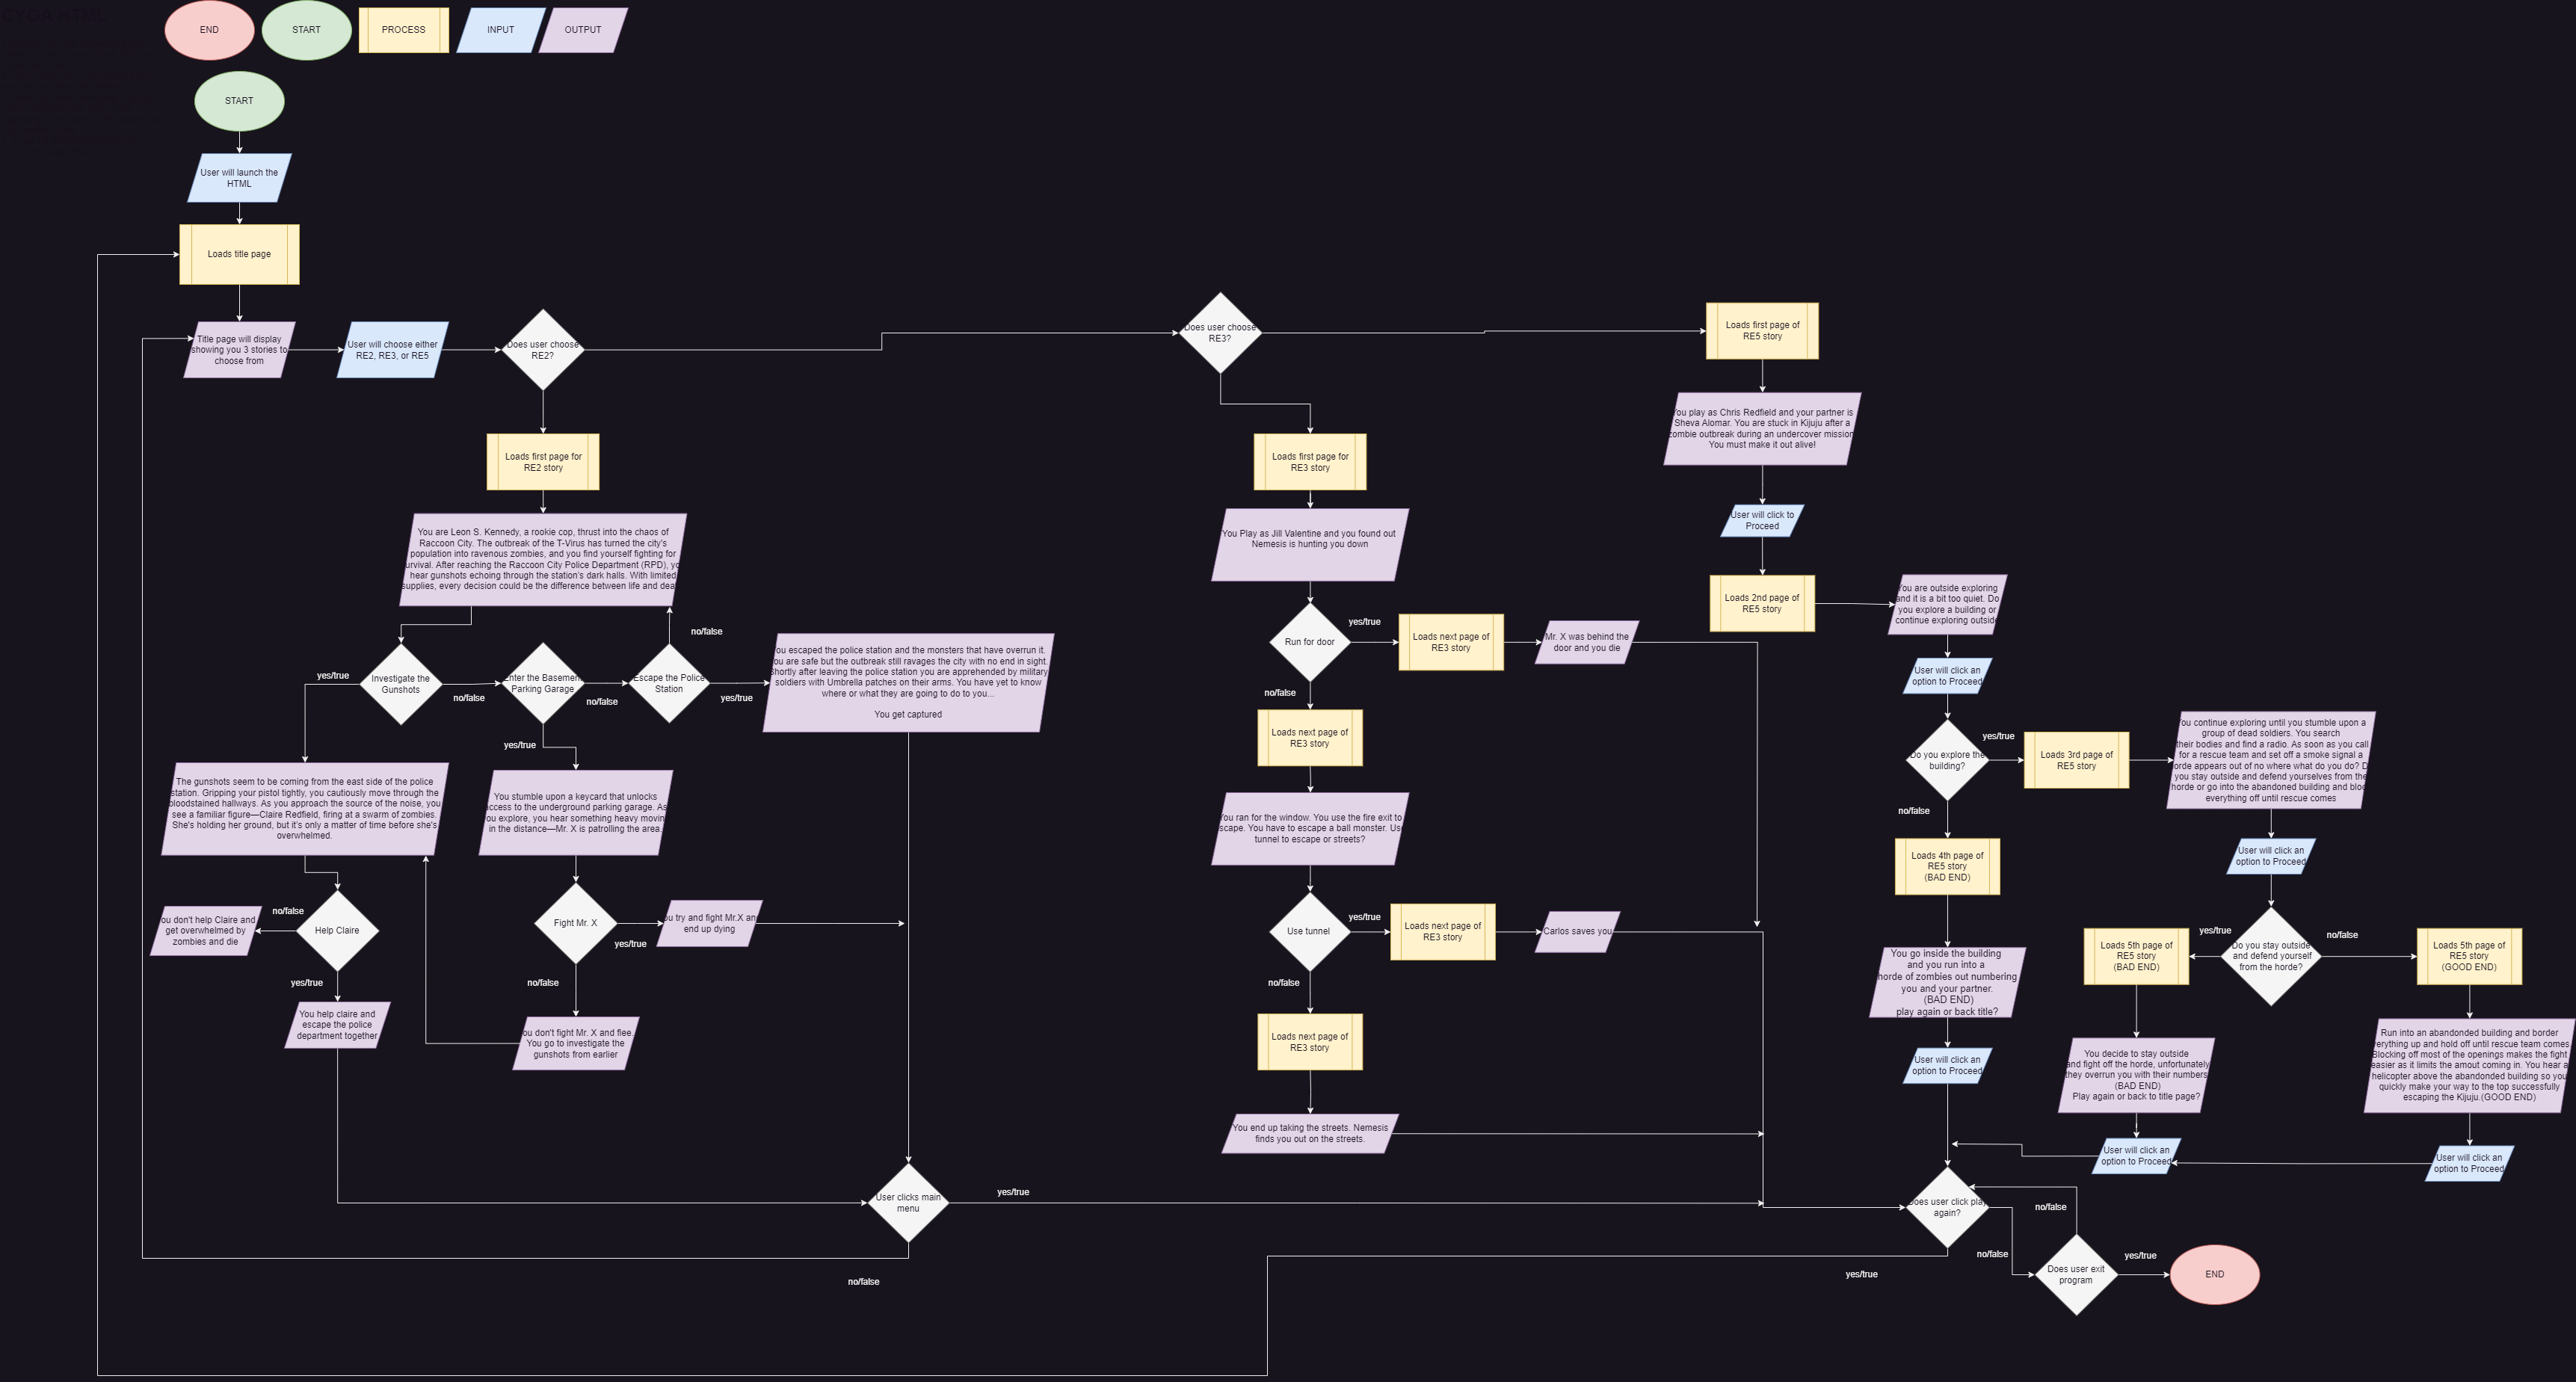 CYOA HTML
END
START
PROCESS
INPUT
OUTPUT
START
User will launch the
HTML
Loads title page
Title page will display
showing you 3 stories to
choose from
User will choose either
RE2, RE3, or RE5
Does user choose
RE2?
Does user choose
RE3?
Loads first page of
RE5 story
You play as Chris Redfield and your partner is
Sheva Alomar. You are stuck in Kijuju after a
zombie outbreak during an undercover mission
You must make it out alive!
Loads first page for
RE2 story
Loads first page for
RE3 story
You are Leon S. Kennedy, a rookie cop, thrust into the chaos of
Raccoon City. The outbreak of the T-Virus has turned the city's
population into ravenous zombies, and you find yourself fighting for
urvival. After reaching the Raccoon City Police Department (RPD), yo
hear gunshots echoing through the station's dark halls. With limited
supplies, every decision could be the difference between life and dea
You Play as Jill Valentine and you found out
Nemesis is hunting you down
User will click to
Proceed
Loads 2nd page of
RE5 story
You are outside exploring
and it is a bit too quiet. Do
you explore a building or
continue exploring outside
Investigate the
Gunshots
yes/true
no/false
Enter the Basement
Parking Garage
no/false
yes/true
Escape the Police
Station
no/false
yes/true
ou escaped the police station and the monsters that have overrun it.
ou are safe but the outbreak still ravages the city with no end in sight.
Shortly after leaving the police station you are apprehended by military
soldiers with Umbrella patches on their arms. You have yet to know
where or what they are going to do to you...
You get captured
Run for door
yes/true
no/false
Loads next page of
RE3 story
Mr. X was behind the
door and you die
User will click an
option to Proceed
Loads next page of
RE3 story
Do you explore the
building?
yes/true
no/false
Loads 3rd page of
RE5 story
You continue exploring until you stumble upon a
group of dead soldiers. You search
their bodies and find a radio. As soon as you call
for a rescue team and set off a smoke signal a
orde appears out of no where what do you do? D
you stay outside and defend yourselves from the
horde or go into the abandoned building and bloc
everything off until rescue comes
The gunshots seem to be coming from the east side of the police
station. Gripping your pistol tightly, you cautiously move through the
bloodstained hallways. As you approach the source of the noise, you
see a familiar figure—Claire Redfield, firing at a swarm of zombies.
She's holding her ground, but it's only a matter of time before she's
overwhelmed.
You stumble upon a keycard that unlocks
access to the underground parking garage. As
ou explore, you hear something heavy movin
in the distance—Mr. X is patrolling the area.
You ran for the window. You use the fire exit to
scape. You have to escape a ball monster. Us
tunnel to escape or streets?
Loads 4th page of
RE5 story
(BAD END)
User will click an
option to Proceed
no/false
ou don't help Claire and
get overwhelmed by
zombies and die
Help Claire
yes/true
Fight Mr. X
yes/true
no/false
ou try and fight Mr.X an
end up dying
Use tunnel
yes/true
no/false
Loads next page of
RE3 story
Carlos saves you
You go inside the building
and you run into a
horde of zombies out numbering
you and your partner.
(BAD END)
play again or back title?
Loads 5th page of
RE5 story
(BAD END)
yes/true
Do you stay outside
and defend yourself
from the horde?
no/false
Loads 5th page of
RE5 story
(GOOD END)
You help claire and
escape the police
department together
ou don't fight Mr. X and flee.
You go to investigate the
gunshots from earlier
Loads next page of
RE3 story
User will click an
option to Proceed
You decide to stay outside
and fight off the horde, unfortunately
they overrun you with their numbers
(BAD END)
Play again or back to title page?
Run into an abandonded building and border
erything up and hold off until rescue team comes.
Blocking off most of the openings makes the fight
easier as it limits the amout coming in. You hear a
helicopter above the abandonded building so you
quickly make your way to the top successfully
escaping the Kijuju.(GOOD END)
You end up taking the streets. Nemesis
finds you out on the streets.
User will click an
option to Proceed
User will click an
option to Proceed
User clicks main
menu
yes/true
no/false
Does user click play
again?
no/false
no/false
yes/true
Does user exit
program
yes/true
END